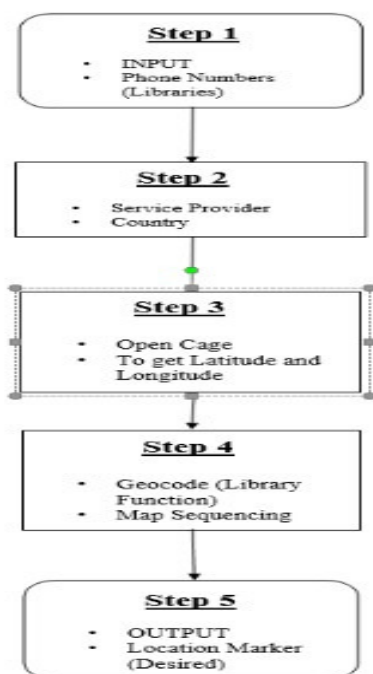 Step 1
• INPUT
• Phone Numbers
(Libraries)
Step 2
• Service Provider
• Country
Step 3
• Open Cage
• To get Latitude and
Longitude
Step 4
• Geocode (Library
Function)
• Map Sequencing
Step 5
• OUTPUT
• Location Marker
(Desired)